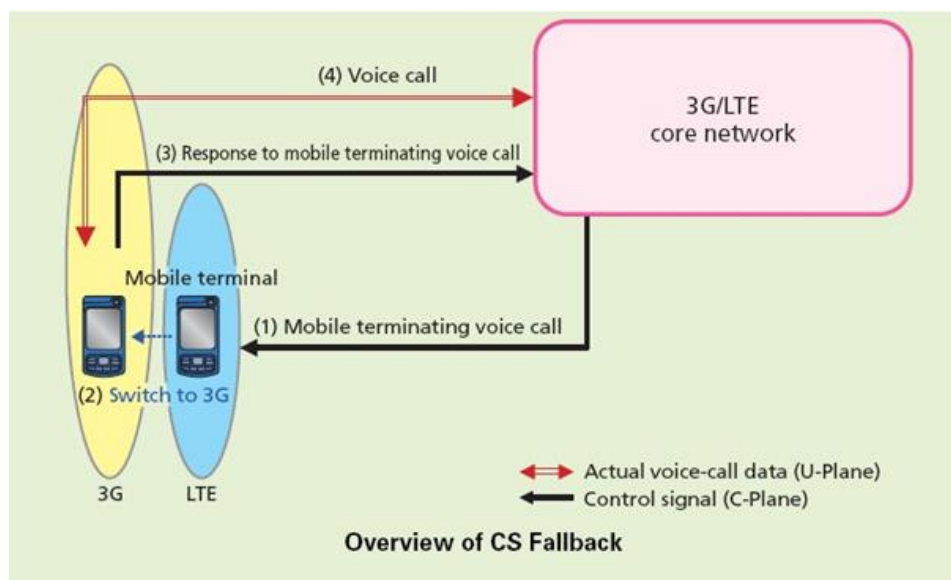 (4) Voice call
3G/LTE
core network
(3) Response to mobile terminating voice call
Mobile terminal
(1) Mobile terminating voice call
(2) Switch to 3G
3G
LTE
Actual voice-call data (U-Plane)
Control signal (C-Plane)
Overview of CS Fallback